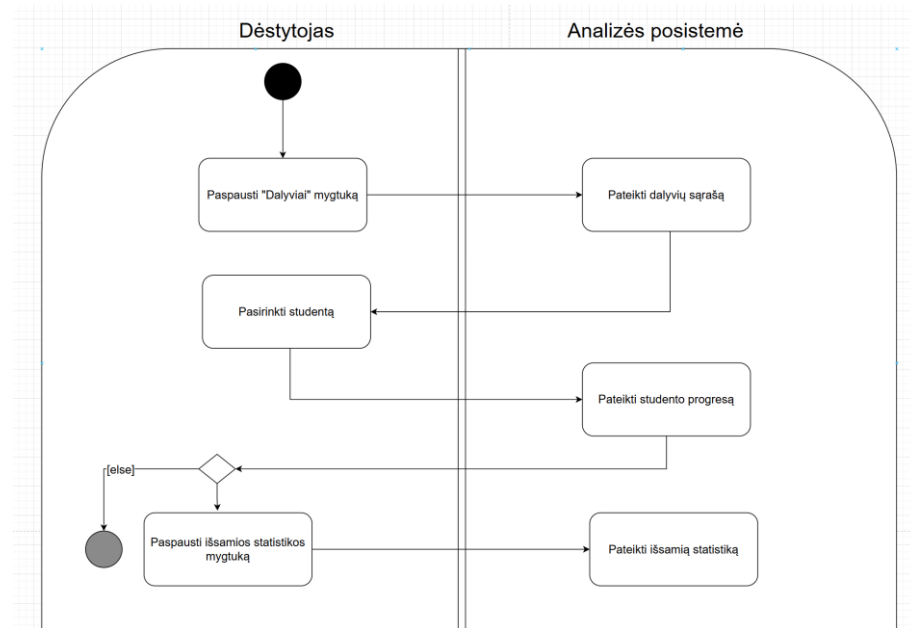 Dėstytojas
Analizės posistemė
Paspausti "Dalyviai" mygtuką
Pateikti dalyvių sąrašą
Pasirinkti studentą
Pateikti studento progresą
[else]
Paspausti išsamios statistikos
mygtuką
Pateikti išsamią statistiką